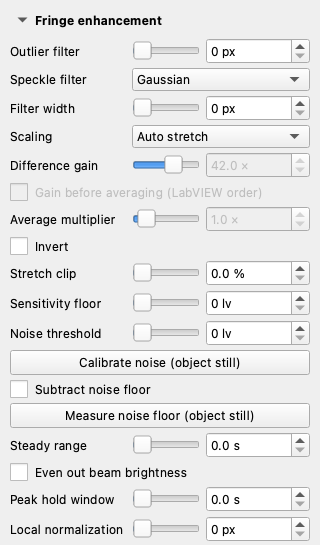 Fringe enhancement
Outlier filter 0 px
Speckle filter Gaussian
Filter width 0 px
Scaling Auto stretch
Difference gain 42.0 ×
Gain before averaging (LabVIEW order)
Average multiplier 1.0 ×
Invert
Stretch clip 0.0 %
Sensitivity floor 0 lv
Noise threshold 0 lv
Calibrate noise (object still)
Subtract noise floor
Measure noise floor (object still)
Steady range 0.0 s
Even out beam brightness
Peak hold window 0.0 s
Local normalization 0 px